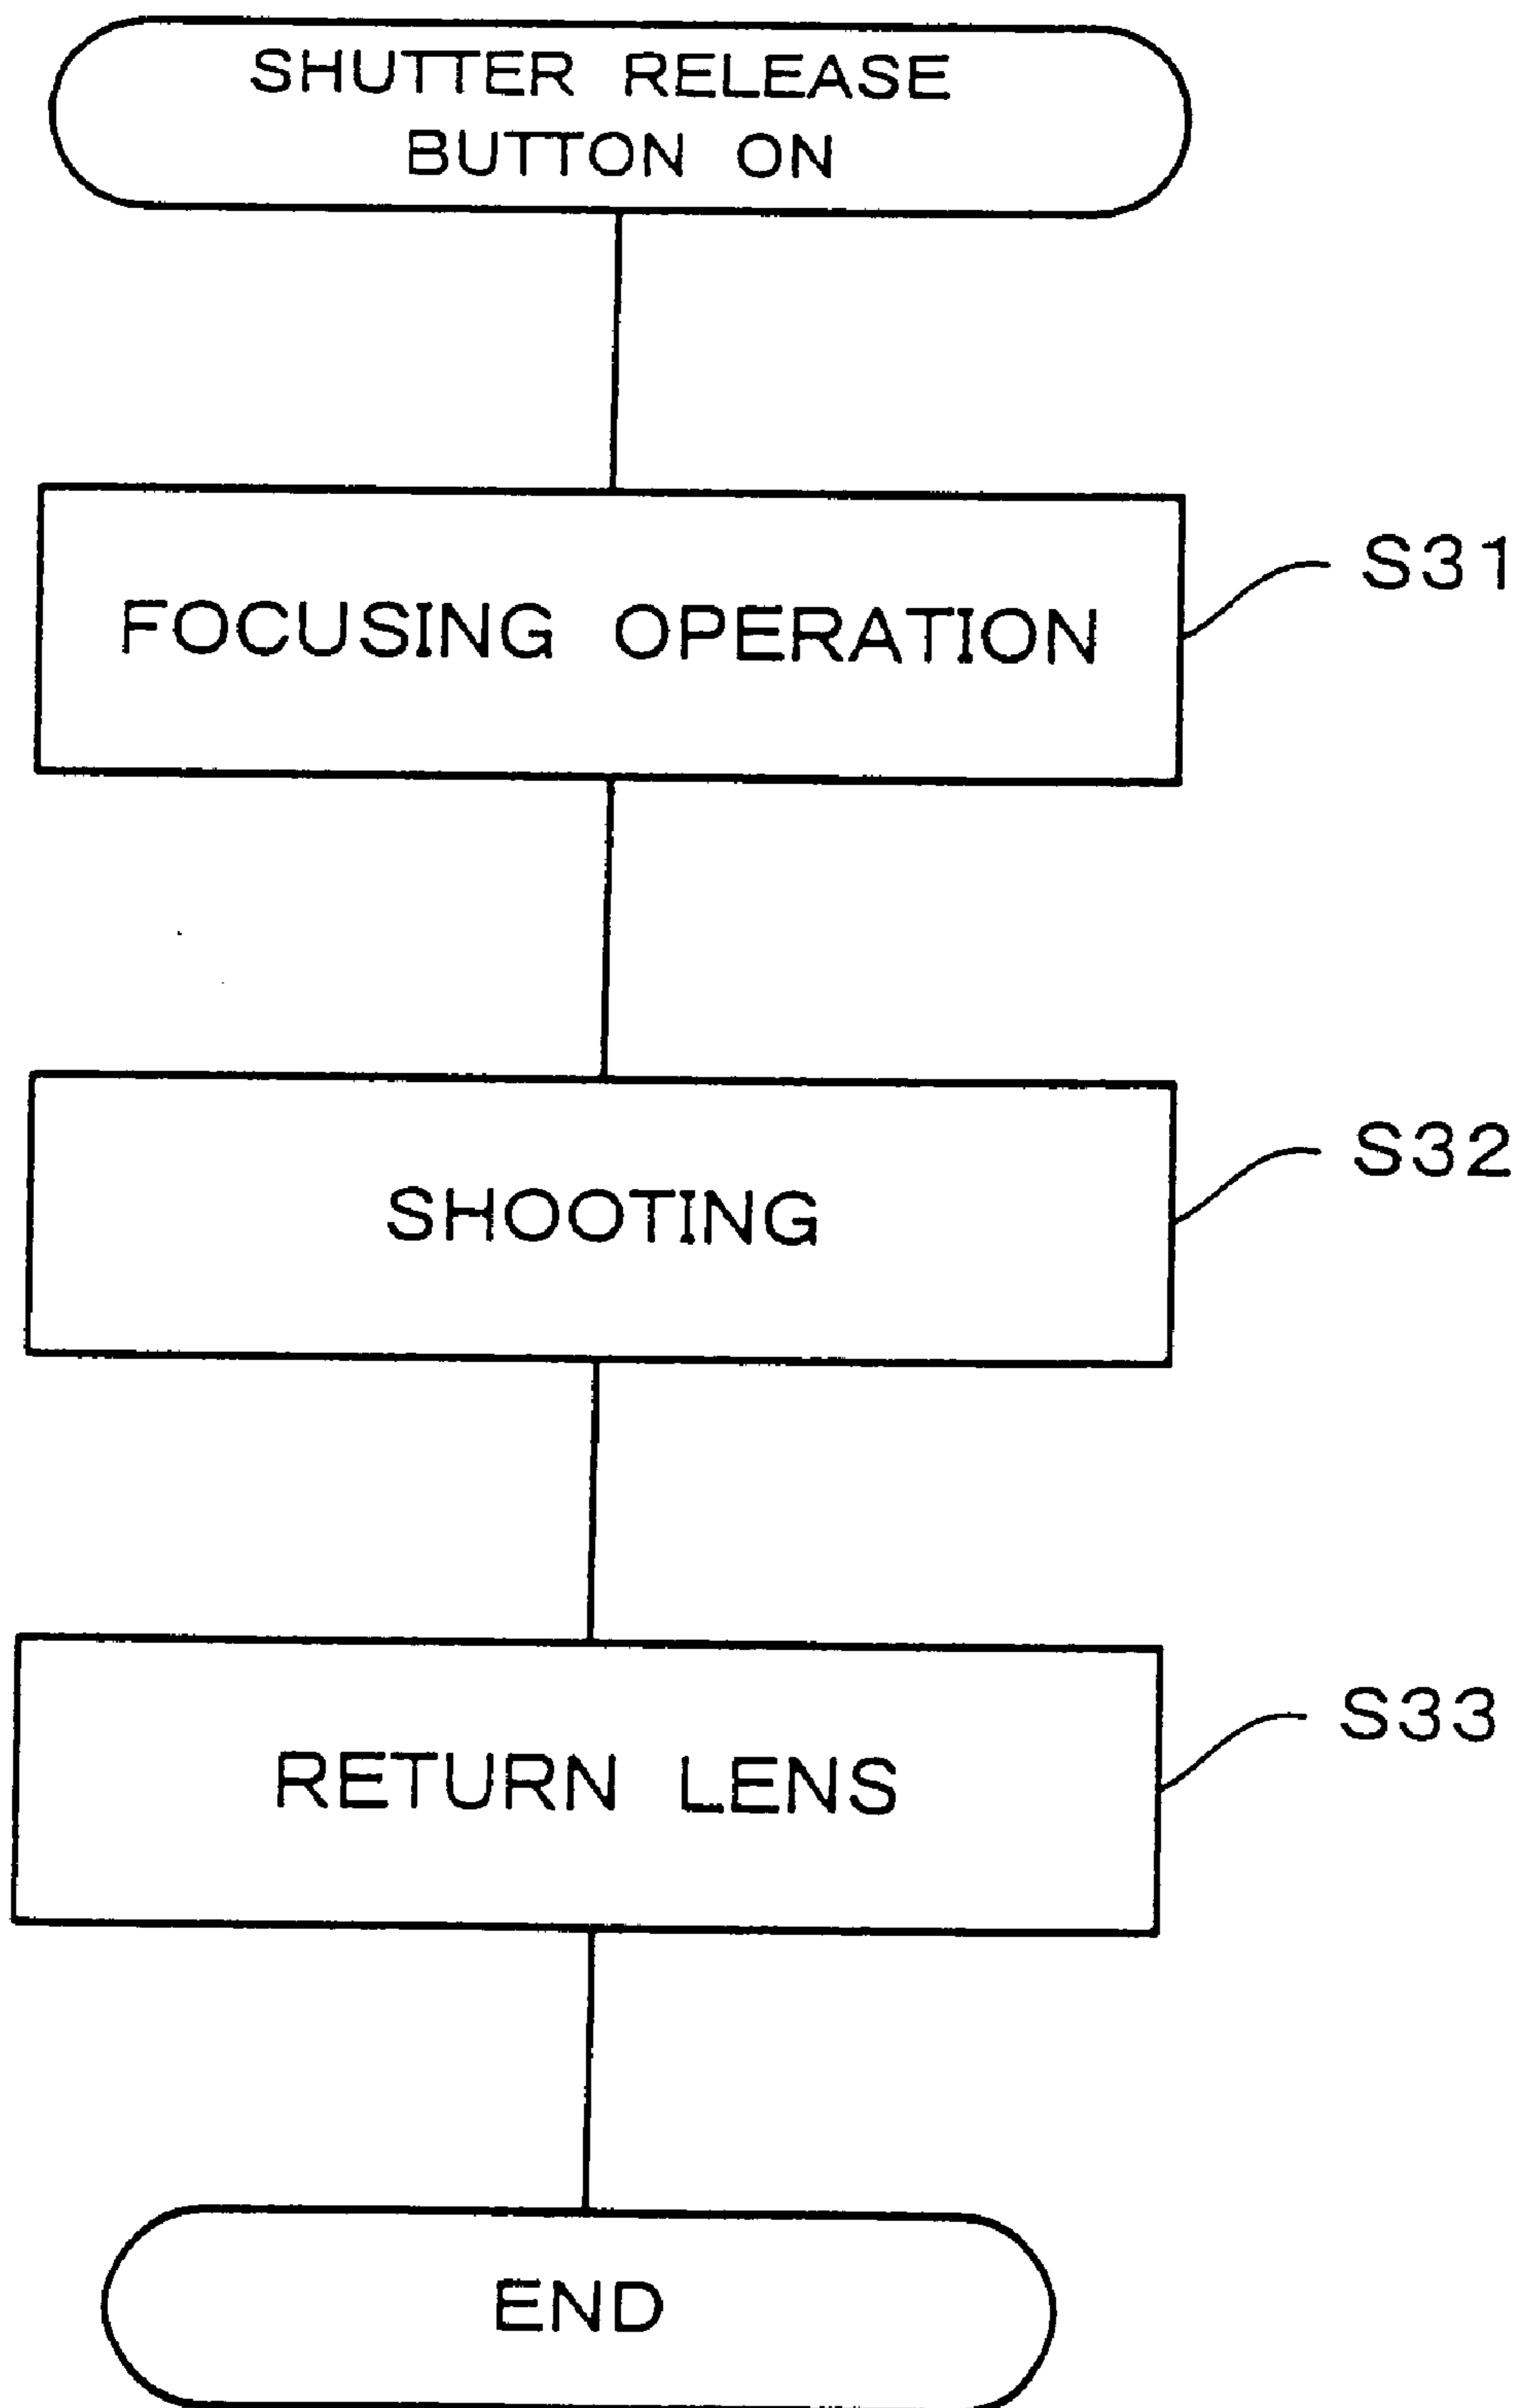 SHUTTER RELEASE
BUTTON ON
FOCUSING OPERATION
S31
SHOOTING
S32
RETURN LENS
S33
END